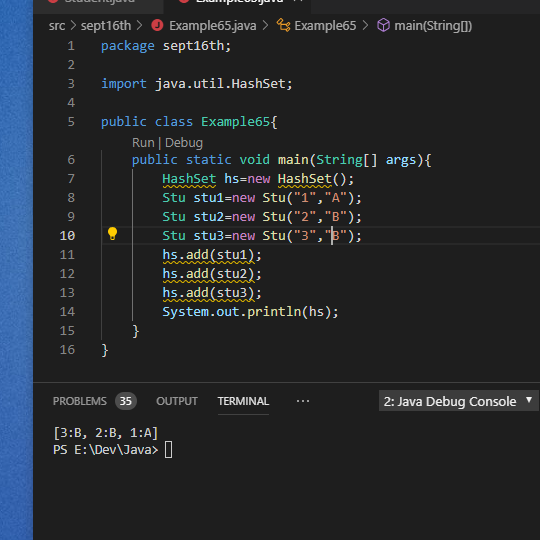 src > sept16th > Example65.java > Example65 > main(String[])
1 package sept16th;
2
3 import java.util.HashSet;
4
5 public class Example65{
Run | Debug
6 public static void main(String[] args){
7 HashSet hs=new HashSet();
8 Stu stu1=new Stu("1","A");
9 Stu stu2=new Stu("2","B");
10 Stu stu3=new Stu("3","B");
11 hs.add(stu1);
12 hs.add(stu2);
13 hs.add(stu3);
14 System.out.println(hs);
15 }
16 }
PROBLEMS 35 OUTPUT TERMINAL ··· 2: Java Debug Console
[3:B, 2:B, 1:A]
PS E:\Dev\Java>